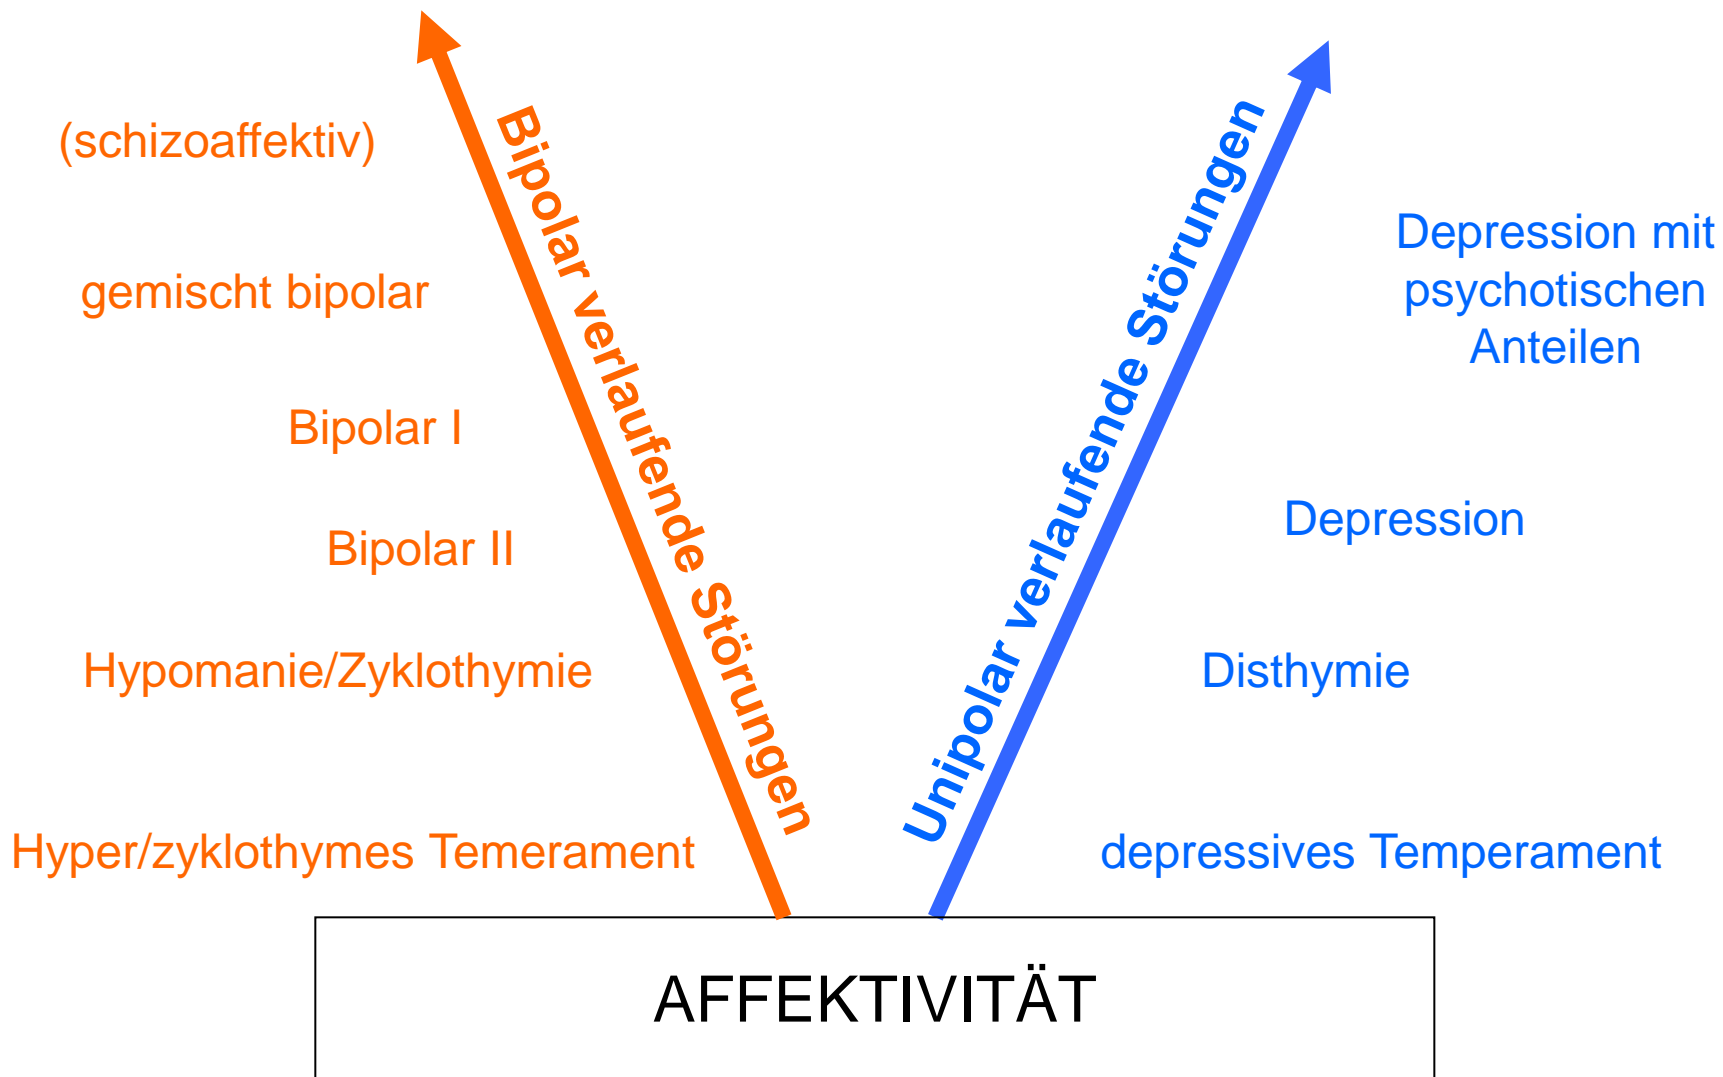 (schizoaffektiv)
gemischt bipolar
Bipolar I
Bipolar II
Hypomanie/Zyklothymie
Hyper/zyklothymes Temerament
Bipolar verlaufende Störungen
Unipolar verlaufende Störungen
Depression mit
psychotischen
Anteilen
Depression
Disthymie
depressives Temperament
AFFEKTIVITÄT